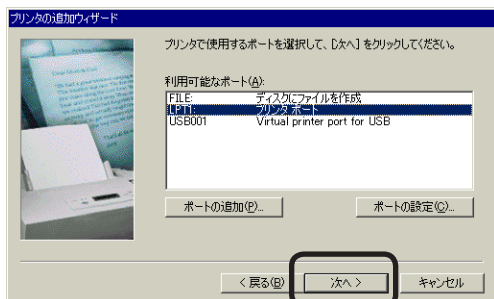 プリンタの追加ウィザード
プリンタで使用するポートを選択して、[次へ] をクリックしてください。
利用可能なポート(A):
FILE: ディスクにファイルを作成
LPT1: プリンタ ポート
USB001 Virtual printer port for USB
ポートの追加(P)...
ポートの設定(C)...
< 戻る(B)
次へ >
キャンセル